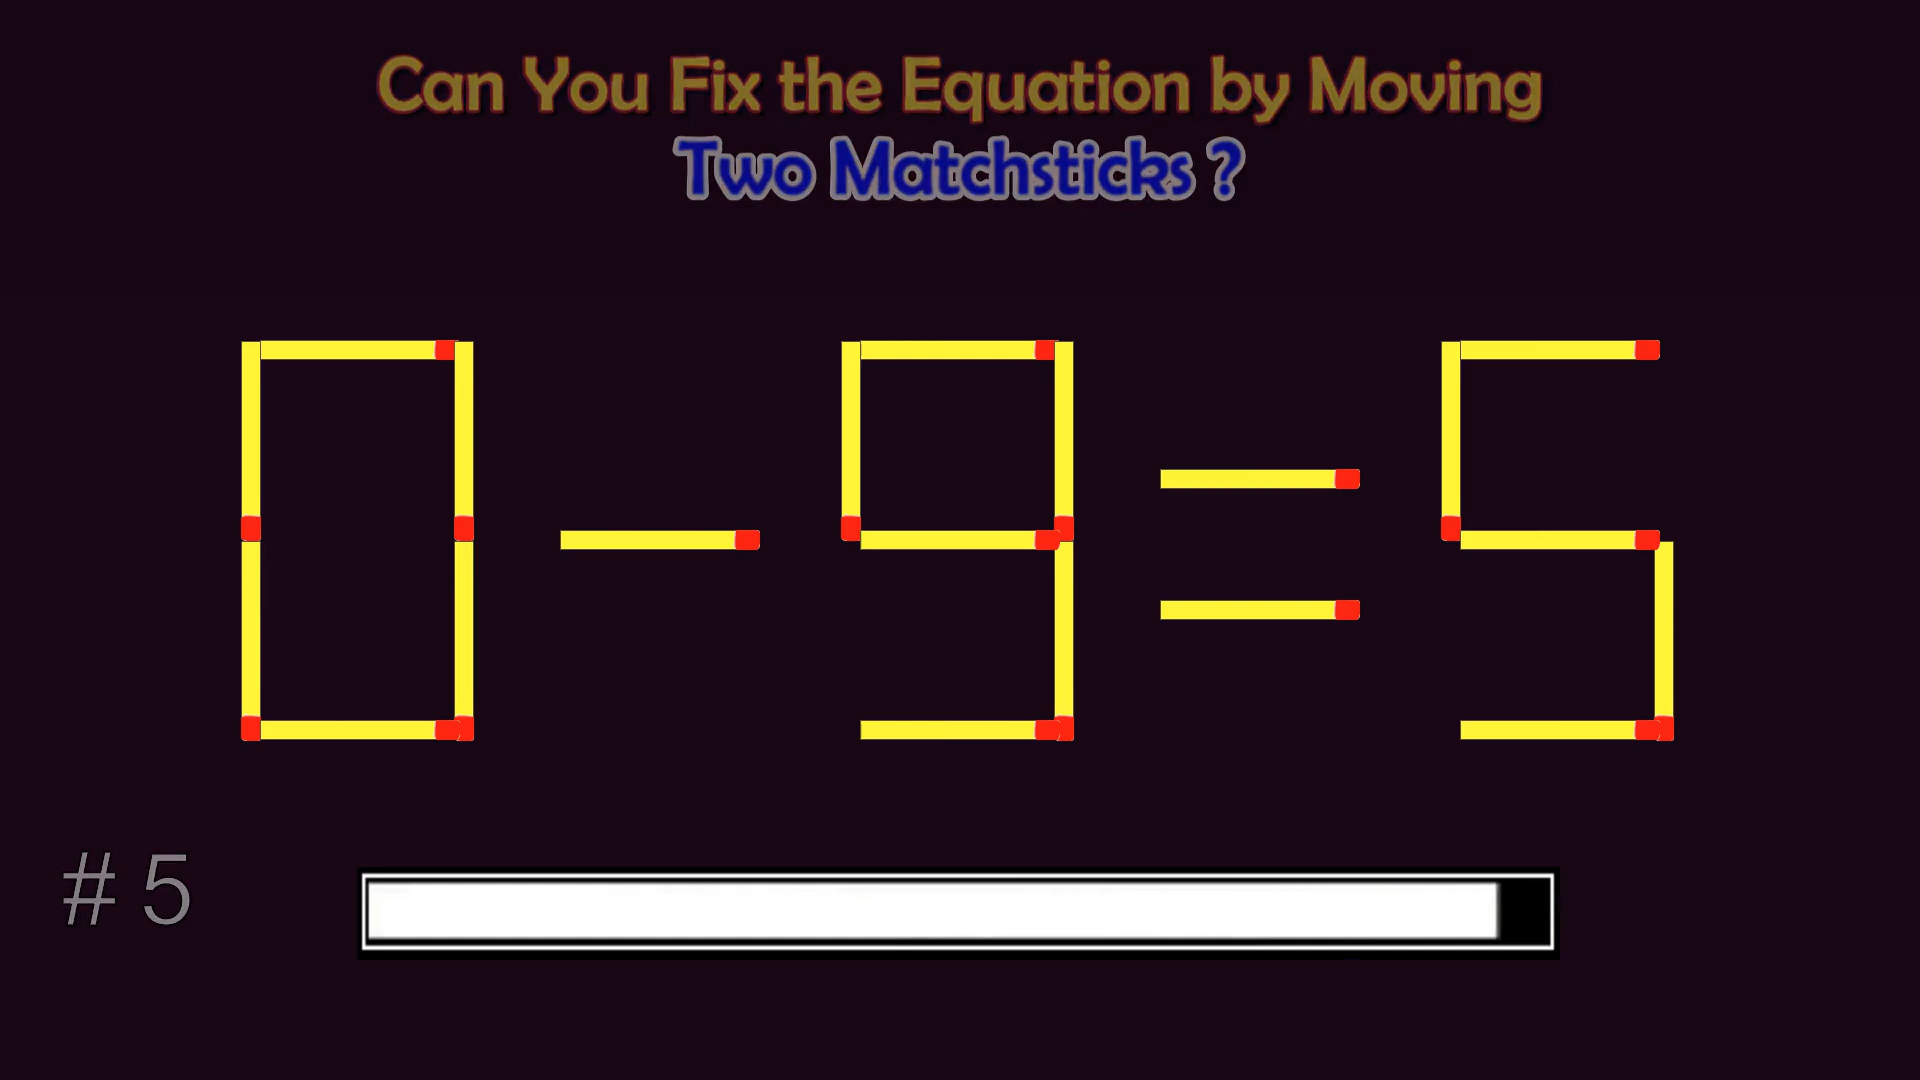 Can You Fix the Equation by Moving
Two Matchsticks ?
0 - 9 = 5
# 5